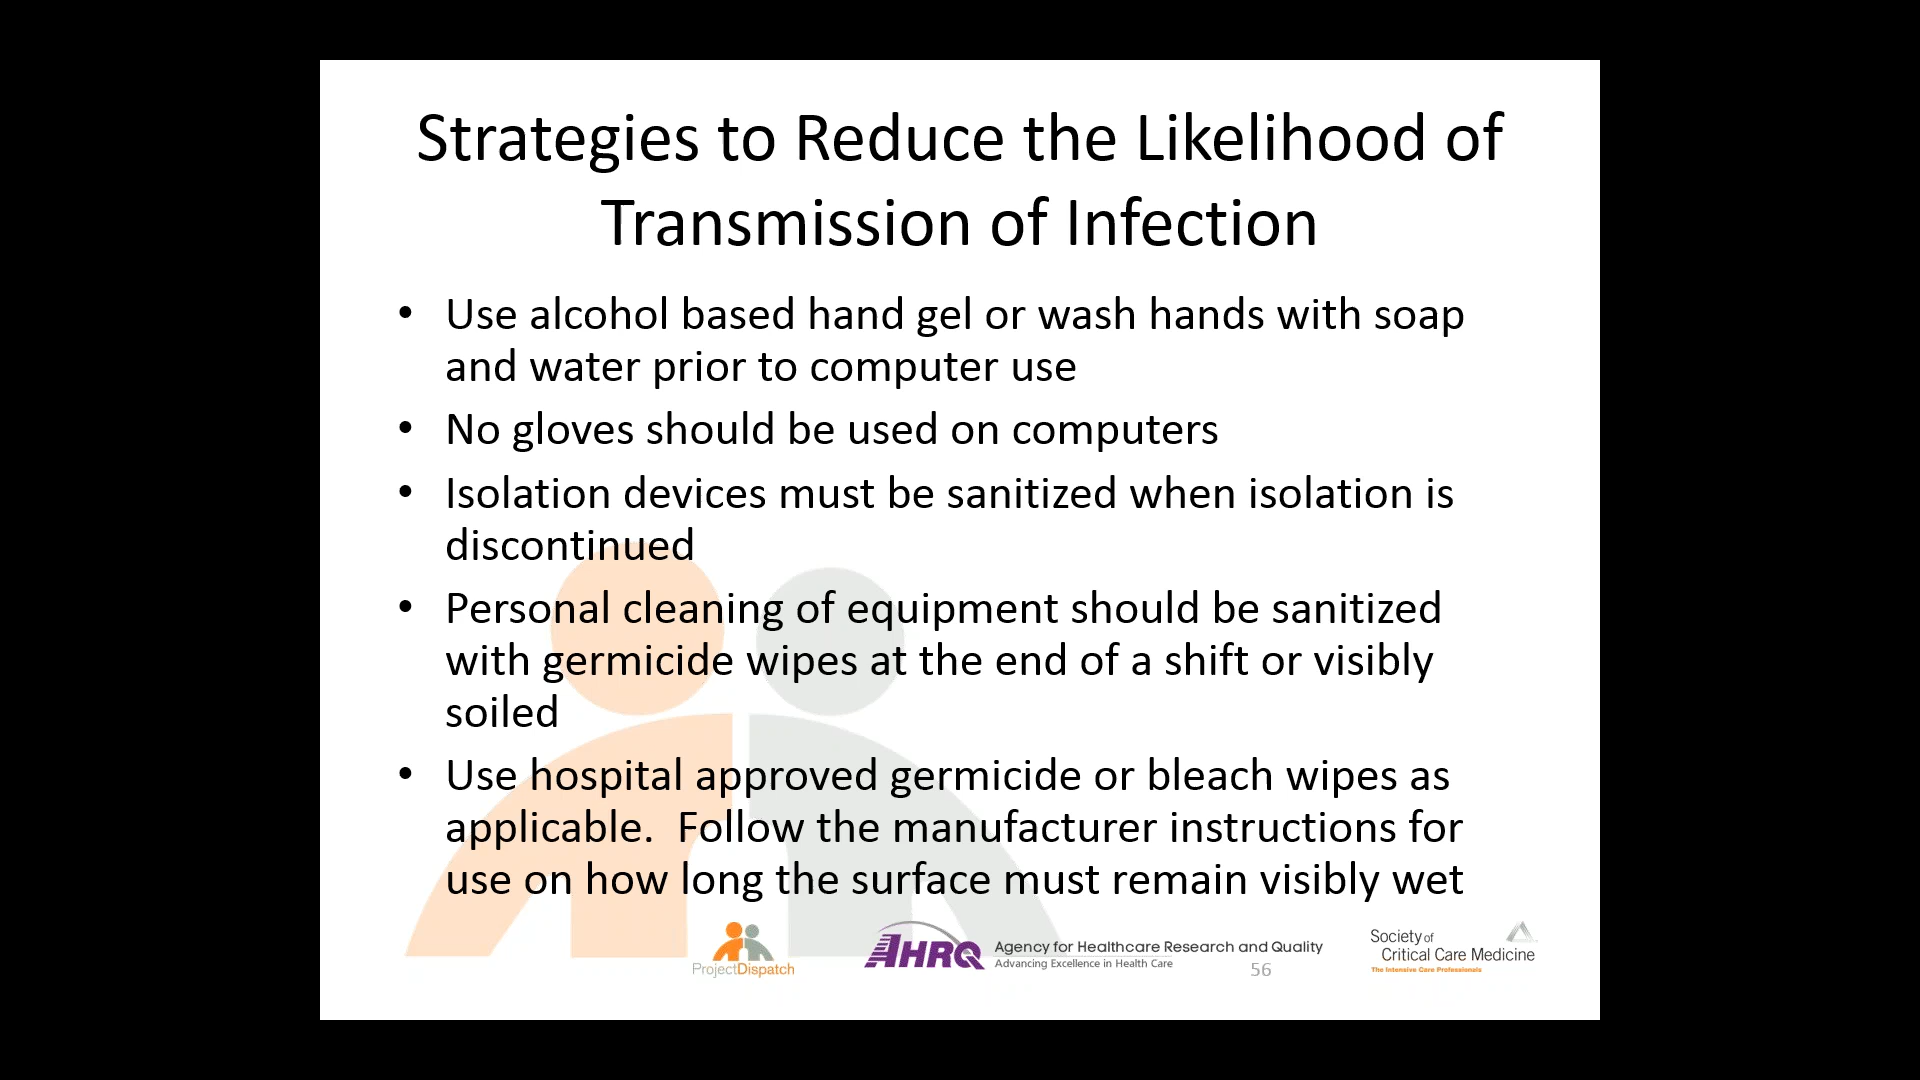 Strategies to Reduce the Likelihood of
Transmission of Infection
• Use alcohol based hand gel or wash hands with soap
and water prior to computer use
• No gloves should be used on computers
• Isolation devices must be sanitized when isolation is
discontinued
• Personal cleaning of equipment should be sanitized
with germicide wipes at the end of a shift or visibly
soiled
• Use hospital approved germicide or bleach wipes as
applicable.  Follow the manufacturer instructions for
use on how long the surface must remain visibly wet
ProjectDispatch
AHRQ
Agency for Healthcare Research and Quality
Advancing Excellence in Health Care
56
Society of
Critical Care Medicine
The Intensive Care Professionals